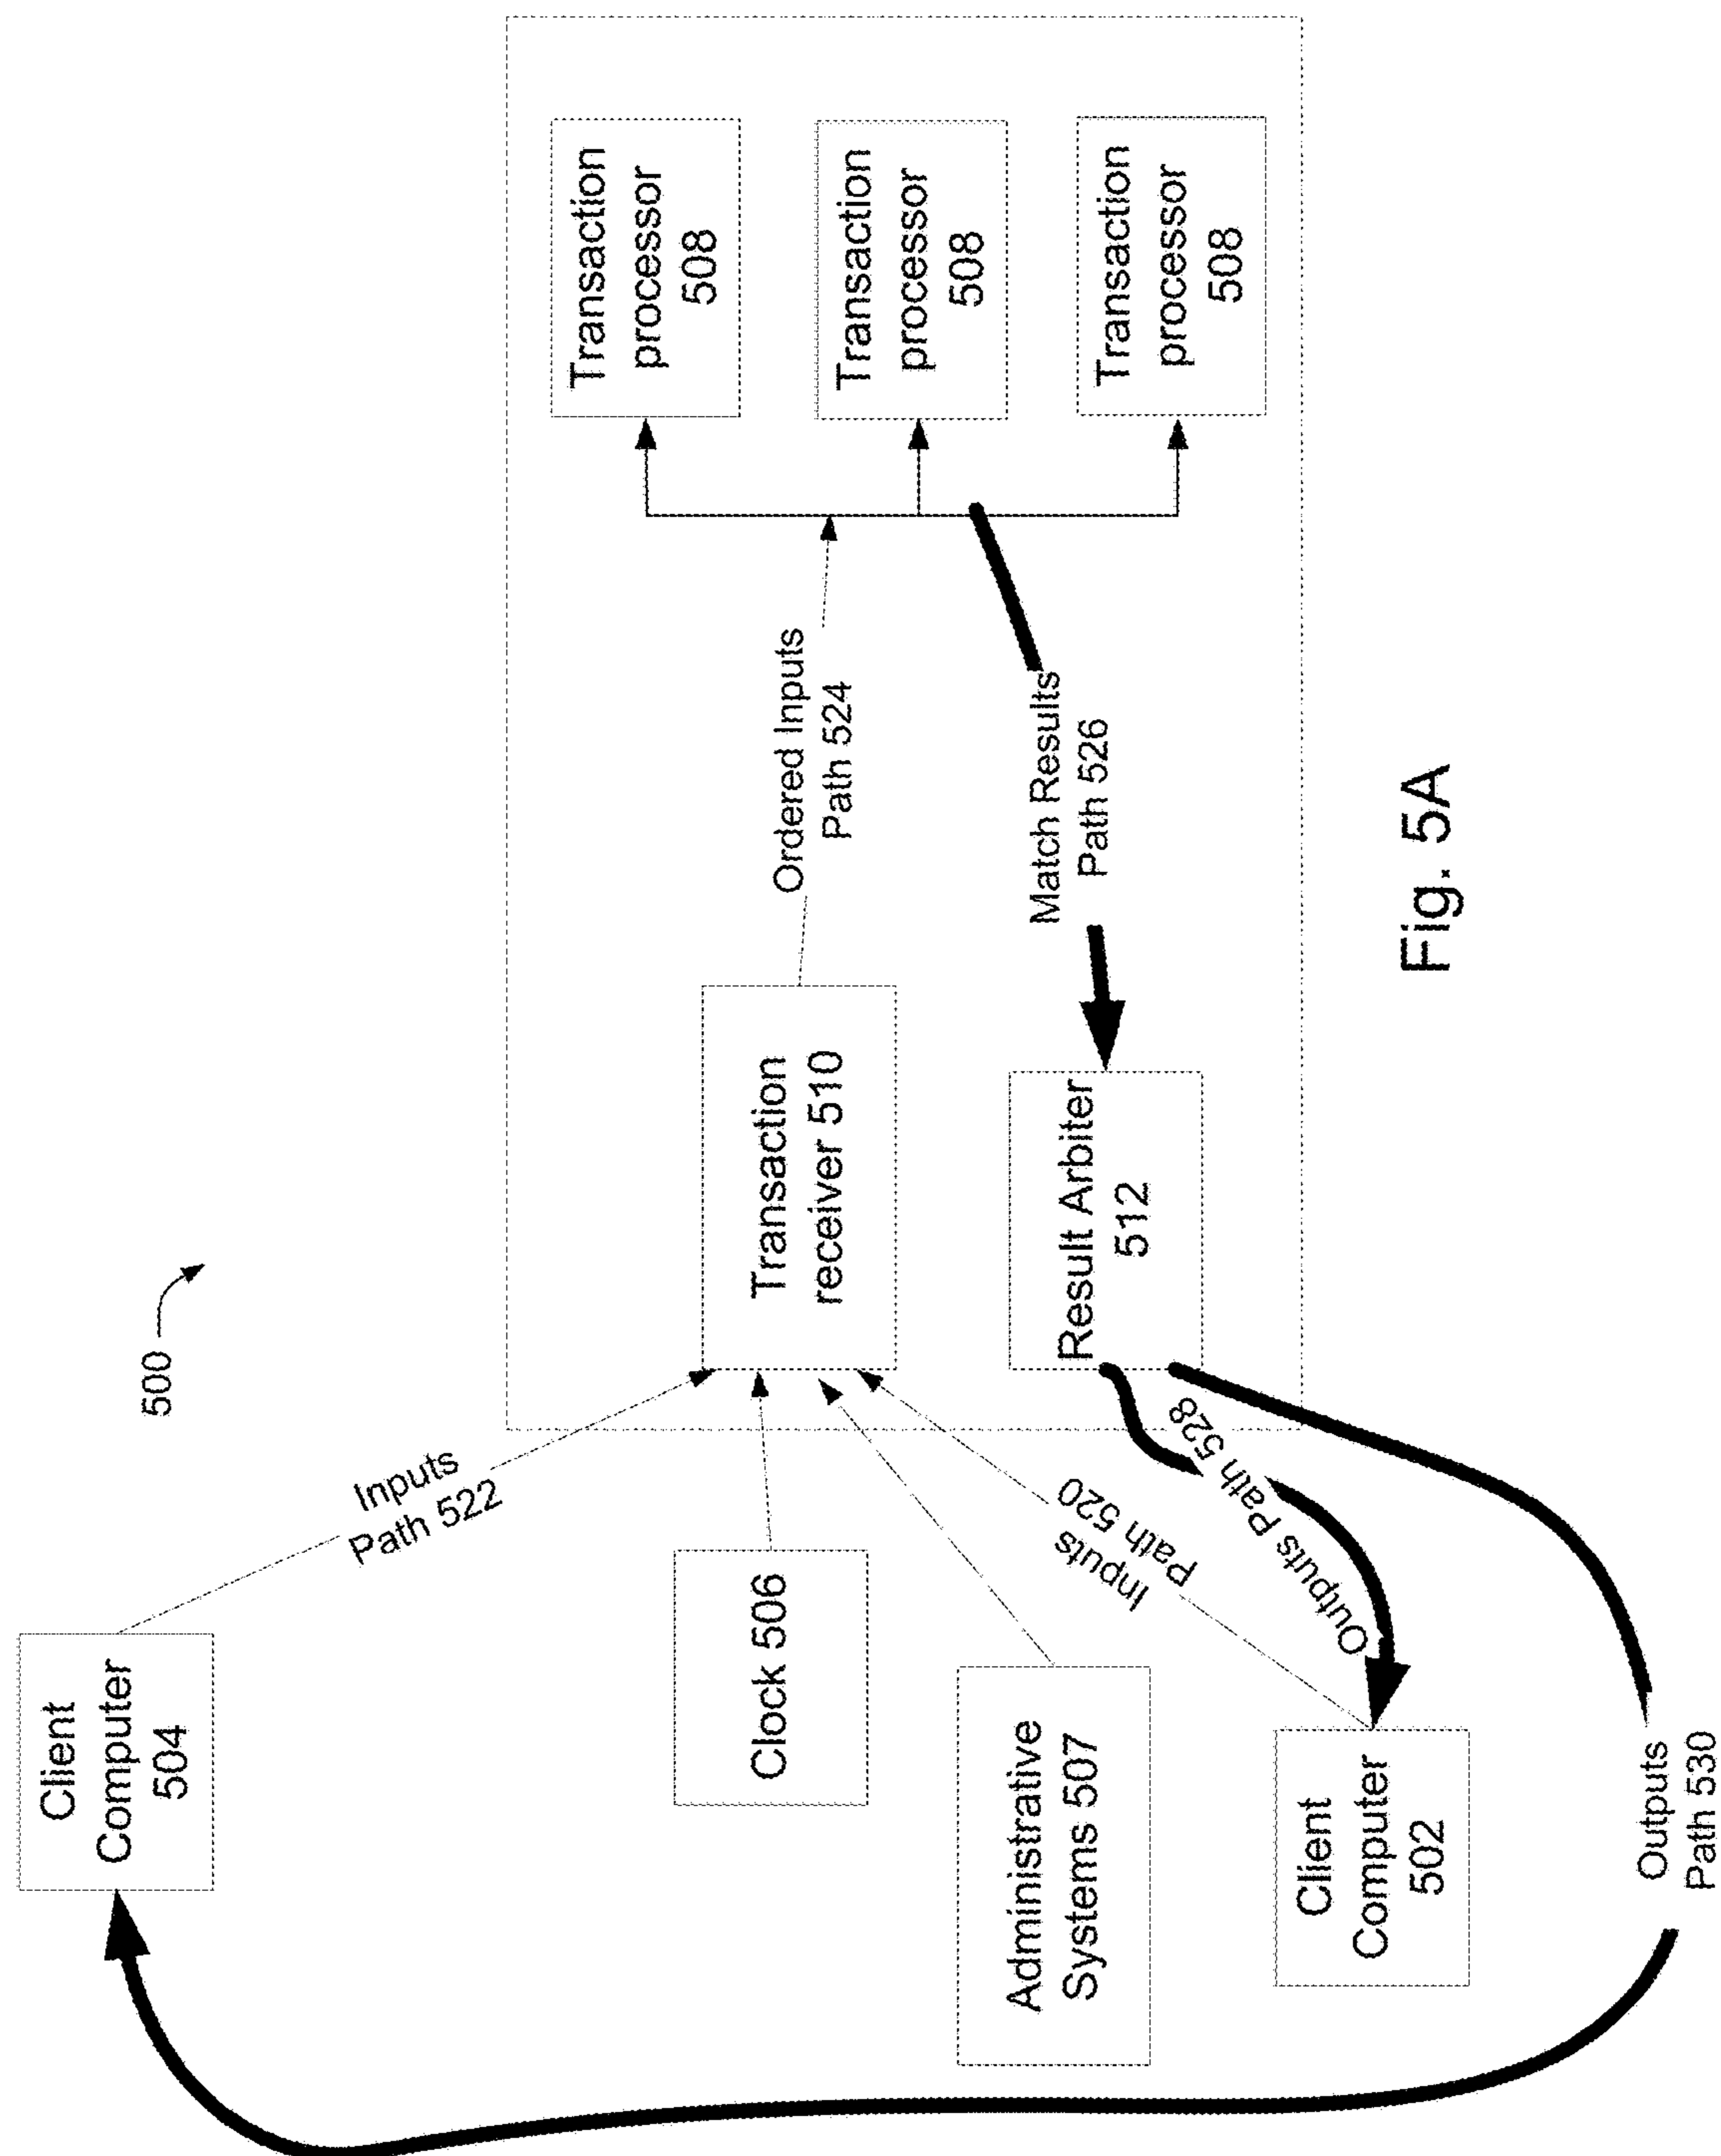 500
Client
Computer
504
Inputs
Path 522
Clock 506
Administrative
Systems 507
Client
Computer
502
Inputs
Path 520
Outputs Path 528
Outputs
Path 530
Transaction
receiver 510
Result Arbiter
512
Ordered Inputs
Path 524
Match Results
Path 526
Transaction
processor
508
Transaction
processor
508
Transaction
processor
508
Fig. 5A